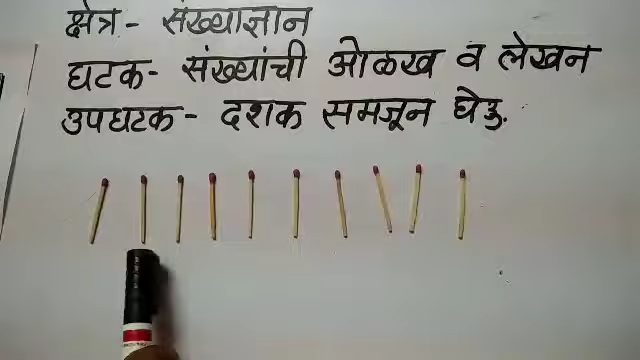 क्षेत्र - संख्याज्ञान
घटक - संख्यांची ओळख व लेखन
उपघटक - दशक समजून घेऊ.